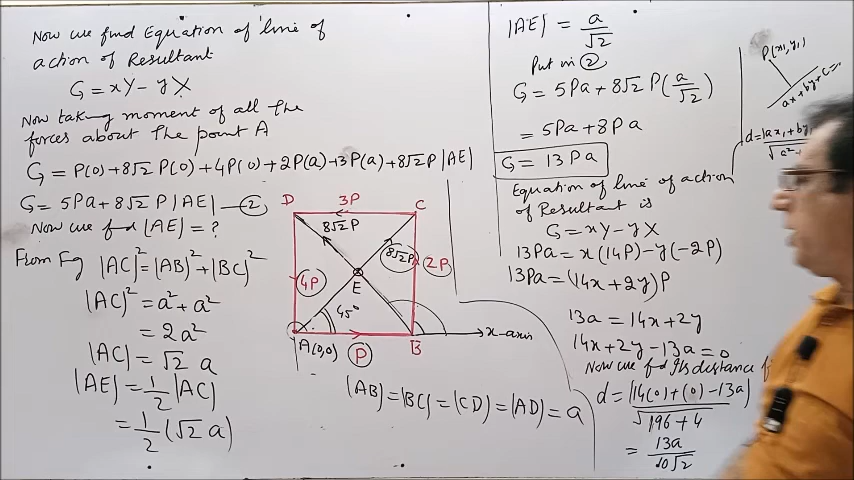 Now we find Equation of line of
action of Resultant
G = xY - yX
Now taking moment of all the
forces about the point A
G = P(0) + 8√2 P(0) + 4P(0) + 2P(a) + 3P(a) + 8√2 P |AE|
G = 5Pa + 8√2 P |AE| — ②
Now we find |AE| = ?
From Fig |AC|² = |AB|² + |BC|²
|AC|² = a² + a²
= 2a²
|AC| = √2 a
|AE| = 1/2 |AC|
= 1/2 (√2 a)
D 3P C
8√2P
8√2P 2P
4P
E
45°
A(0,0) P B x-axis
|AB| = |BC| = |CD| = |AD| = a
|AE| = a/√2
Put in ②
G = 5Pa + 8√2 P(a/√2)
= 5Pa + 8Pa
G = 13Pa
Equation of line of action
of Resultant is
G = xY - yX
13Pa = x(14P) - y(-2P)
13Pa = (14x + 2y)P
13a = 14x + 2y
14x + 2y - 13a = 0
Now we find its distance
d = |14(0) + (0) - 13a|
√196 + 4
= 13a/10√2
P(x1, y1)
ax + by + c = 0
d = |ax1 + by
√a² +